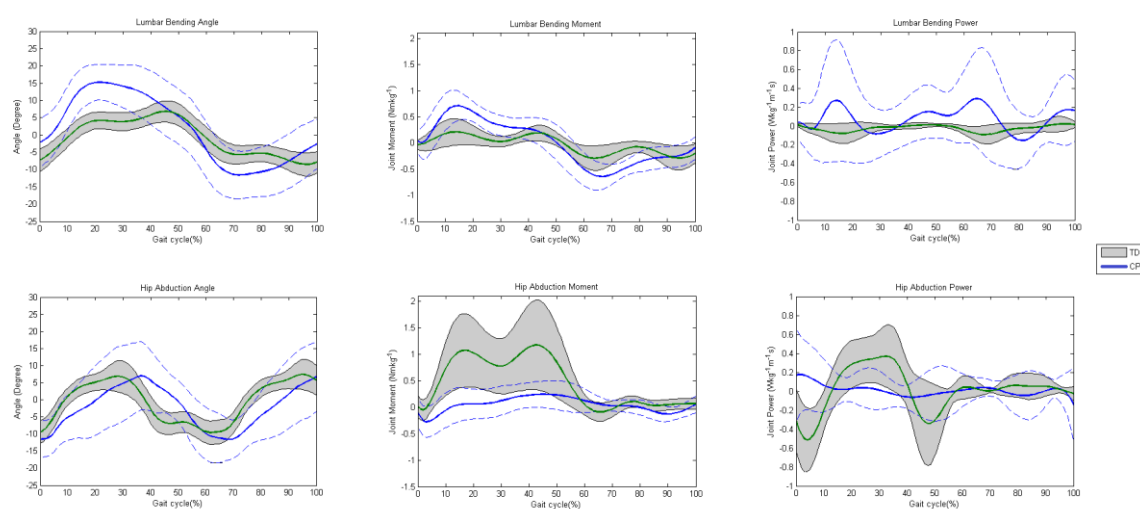 Lumbar Bending Angle
30
25
20
15
10
5
0
-5
-10
-15
-20
-25
Angle (Degree)
0 10 20 30 40 50 60 70 80 90 100
Gait cycle(%)
Lumbar Bending Moment
2
1.5
1
0.5
0
-0.5
-1
-1.5
Joint Moment (Nmkg⁻¹)
0 10 20 30 40 50 60 70 80 90 100
Gait cycle(%)
Lumbar Bending Power
1
0.8
0.6
0.4
0.2
0
-0.2
-0.4
-0.6
-0.8
-1
Joint Power (Wkg⁻¹m⁻¹s)
0 10 20 30 40 50 60 70 80 90 100
Gait cycle(%)
TD
CP
Hip Abduction Angle
30
25
20
15
10
5
0
-5
-10
-15
-20
-25
Angle (Degree)
0 10 20 30 40 50 60 70 80 90 100
Gait cycle(%)
Hip Abduction Moment
2
1.5
1
0.5
0
-0.5
-1
-1.5
Joint Moment (Nmkg⁻¹)
0 10 20 30 40 50 60 70 80 90 100
Gait cycle(%)
Hip Abduction Power
1
0.8
0.6
0.4
0.2
0
-0.2
-0.4
-0.6
-0.8
-1
Joint Power (Wkg⁻¹m⁻¹s)
0 10 20 30 40 50 60 70 80 90 100
Gait cycle(%)